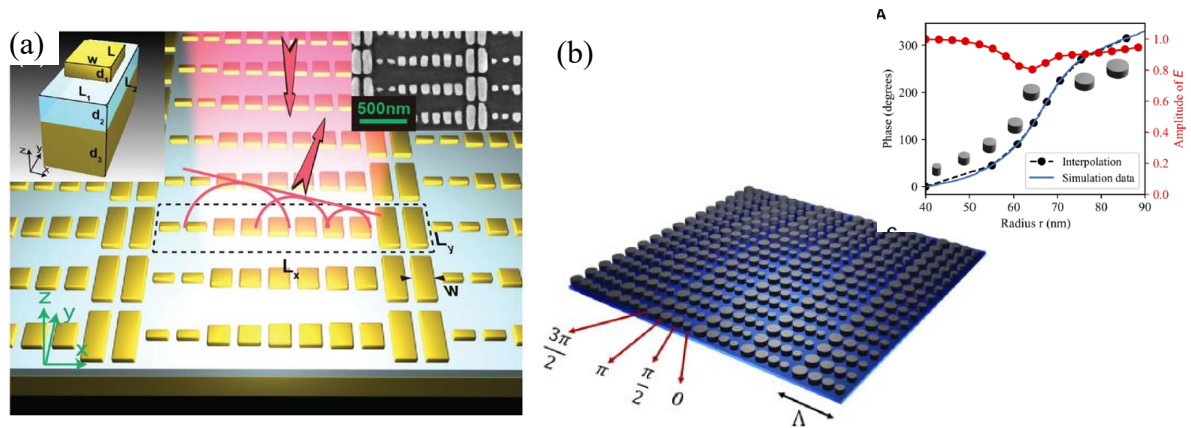 (a)
L
w
d₁
L₁
L₂
d₂
d₃
z
y
x
500nm
Lₓ
Lᵧ
W
z
y
x
(b)
3π/2
π
π/2
0
Λ
A
Phase (degrees)
300
200
100
0
Amplitude of E
1.0
0.8
0.6
0.4
0.2
0.0
Interpolation
Simulation data
40 50 60 70 80 90
Radius r (nm)